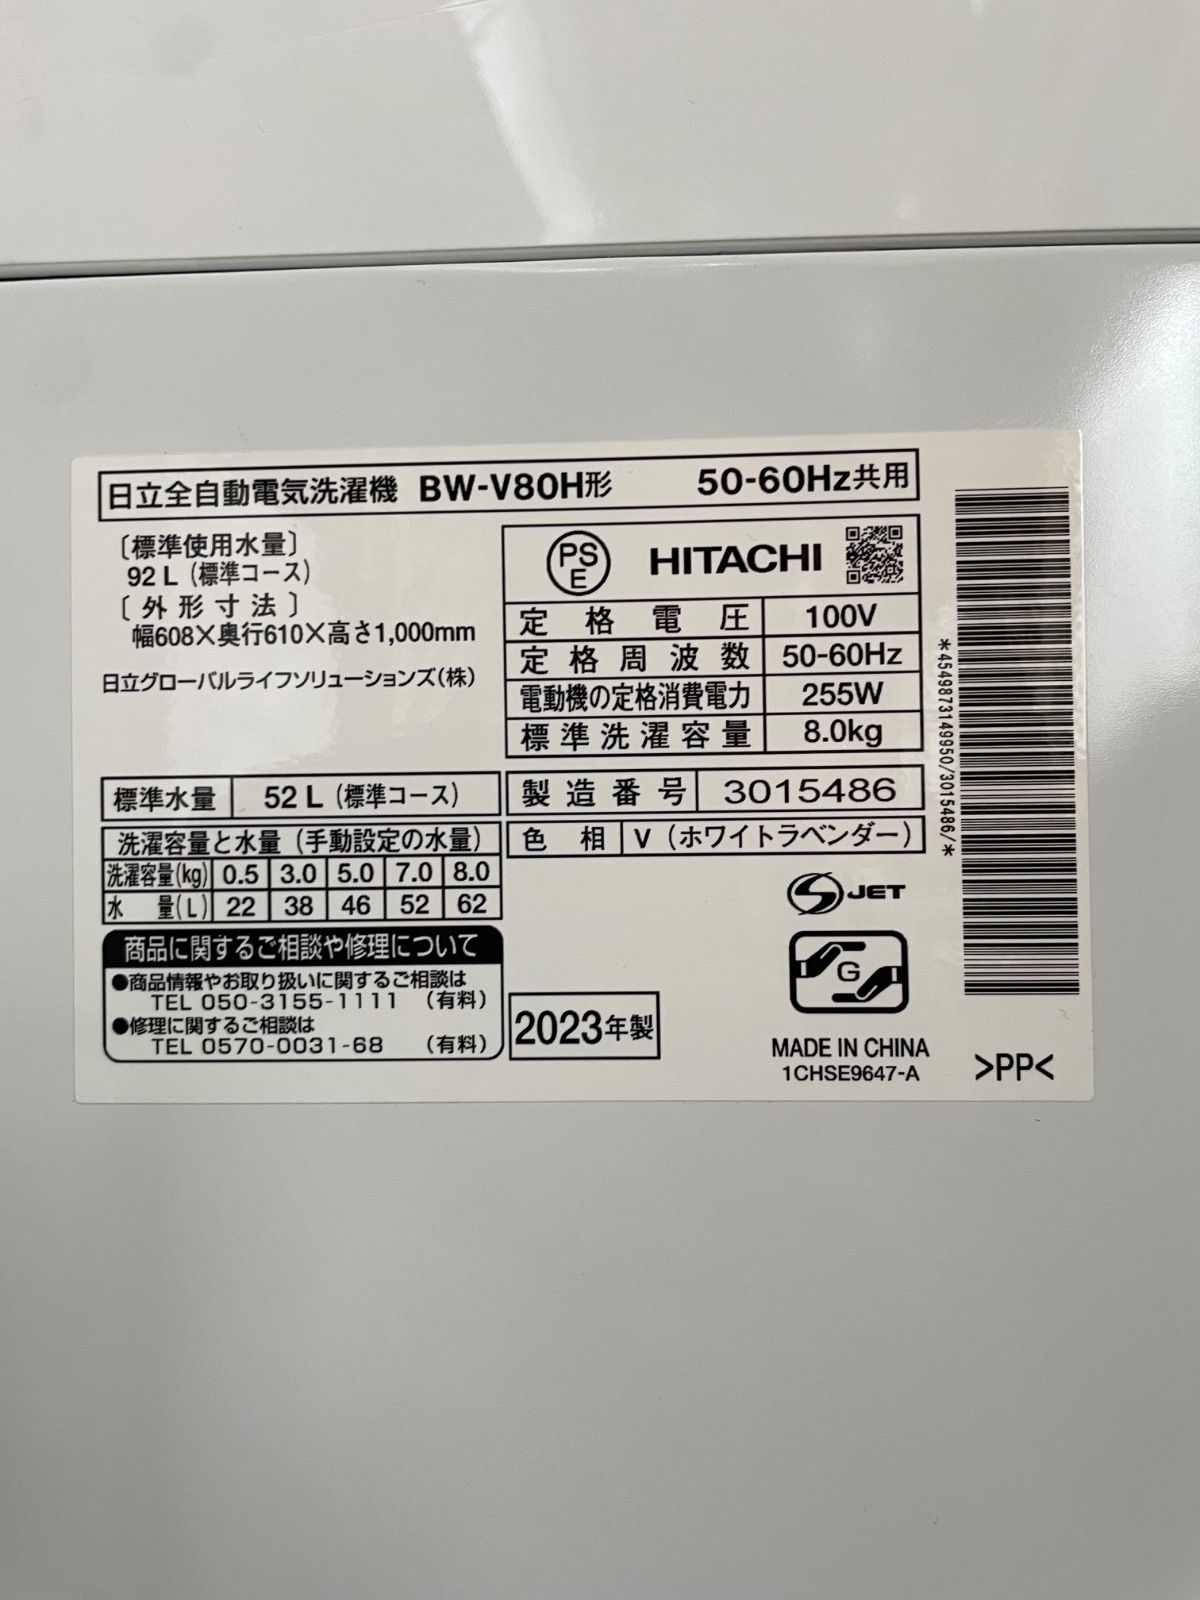 日立全自動電気洗濯機 BW-V80H形 50-60Hz共用
〔標準使用水量〕
92 L (標準コース)
〔外形寸法〕
幅608×奥行610×高さ1,000mm
日立グローバルライフソリューションズ(株)
PS
E
HITACHI
定格電圧 100V
定格周波数 50-60Hz
電動機の定格消費電力 255W
標準洗濯容量 8.0kg
標準水量 52 L (標準コース)
洗濯容量と水量 (手動設定の水量)
洗濯容量(kg) 0.5 3.0 5.0 7.0 8.0
水量(L) 22 38 46 52 62
製造番号 3015486
色相 V (ホワイトラベンダー)
商品に関するご相談や修理について
●商品情報やお取り扱いに関するご相談は
TEL 050-3155-1111 (有料)
●修理に関するご相談は
TEL 0570-0031-68 (有料)
2023年製
S JET
G
MADE IN CHINA
1CHSE9647-A
>PP<
*4549873149950/3015486/*